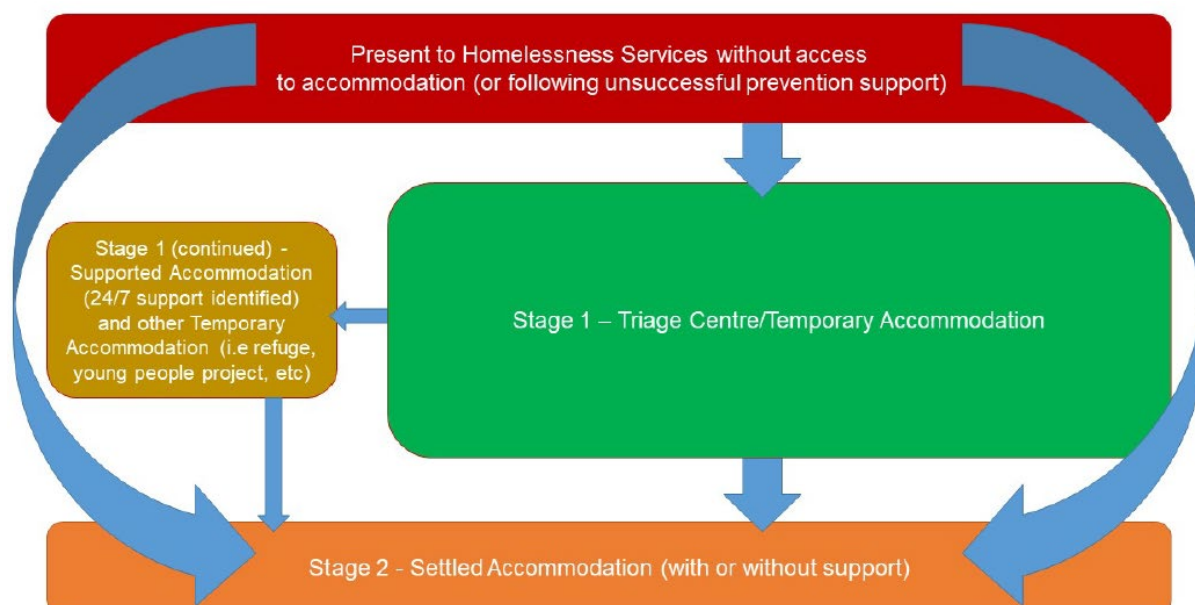 Present to Homelessness Services without access
to accommodation (or following unsuccessful prevention support)
Stage 1 (continued) -
Supported Accommodation
(24/7 support identified)
and other Temporary
Accommodation (i.e refuge,
young people project, etc)
Stage 1 – Triage Centre/Temporary Accommodation
Stage 2 - Settled Accommodation (with or without support)